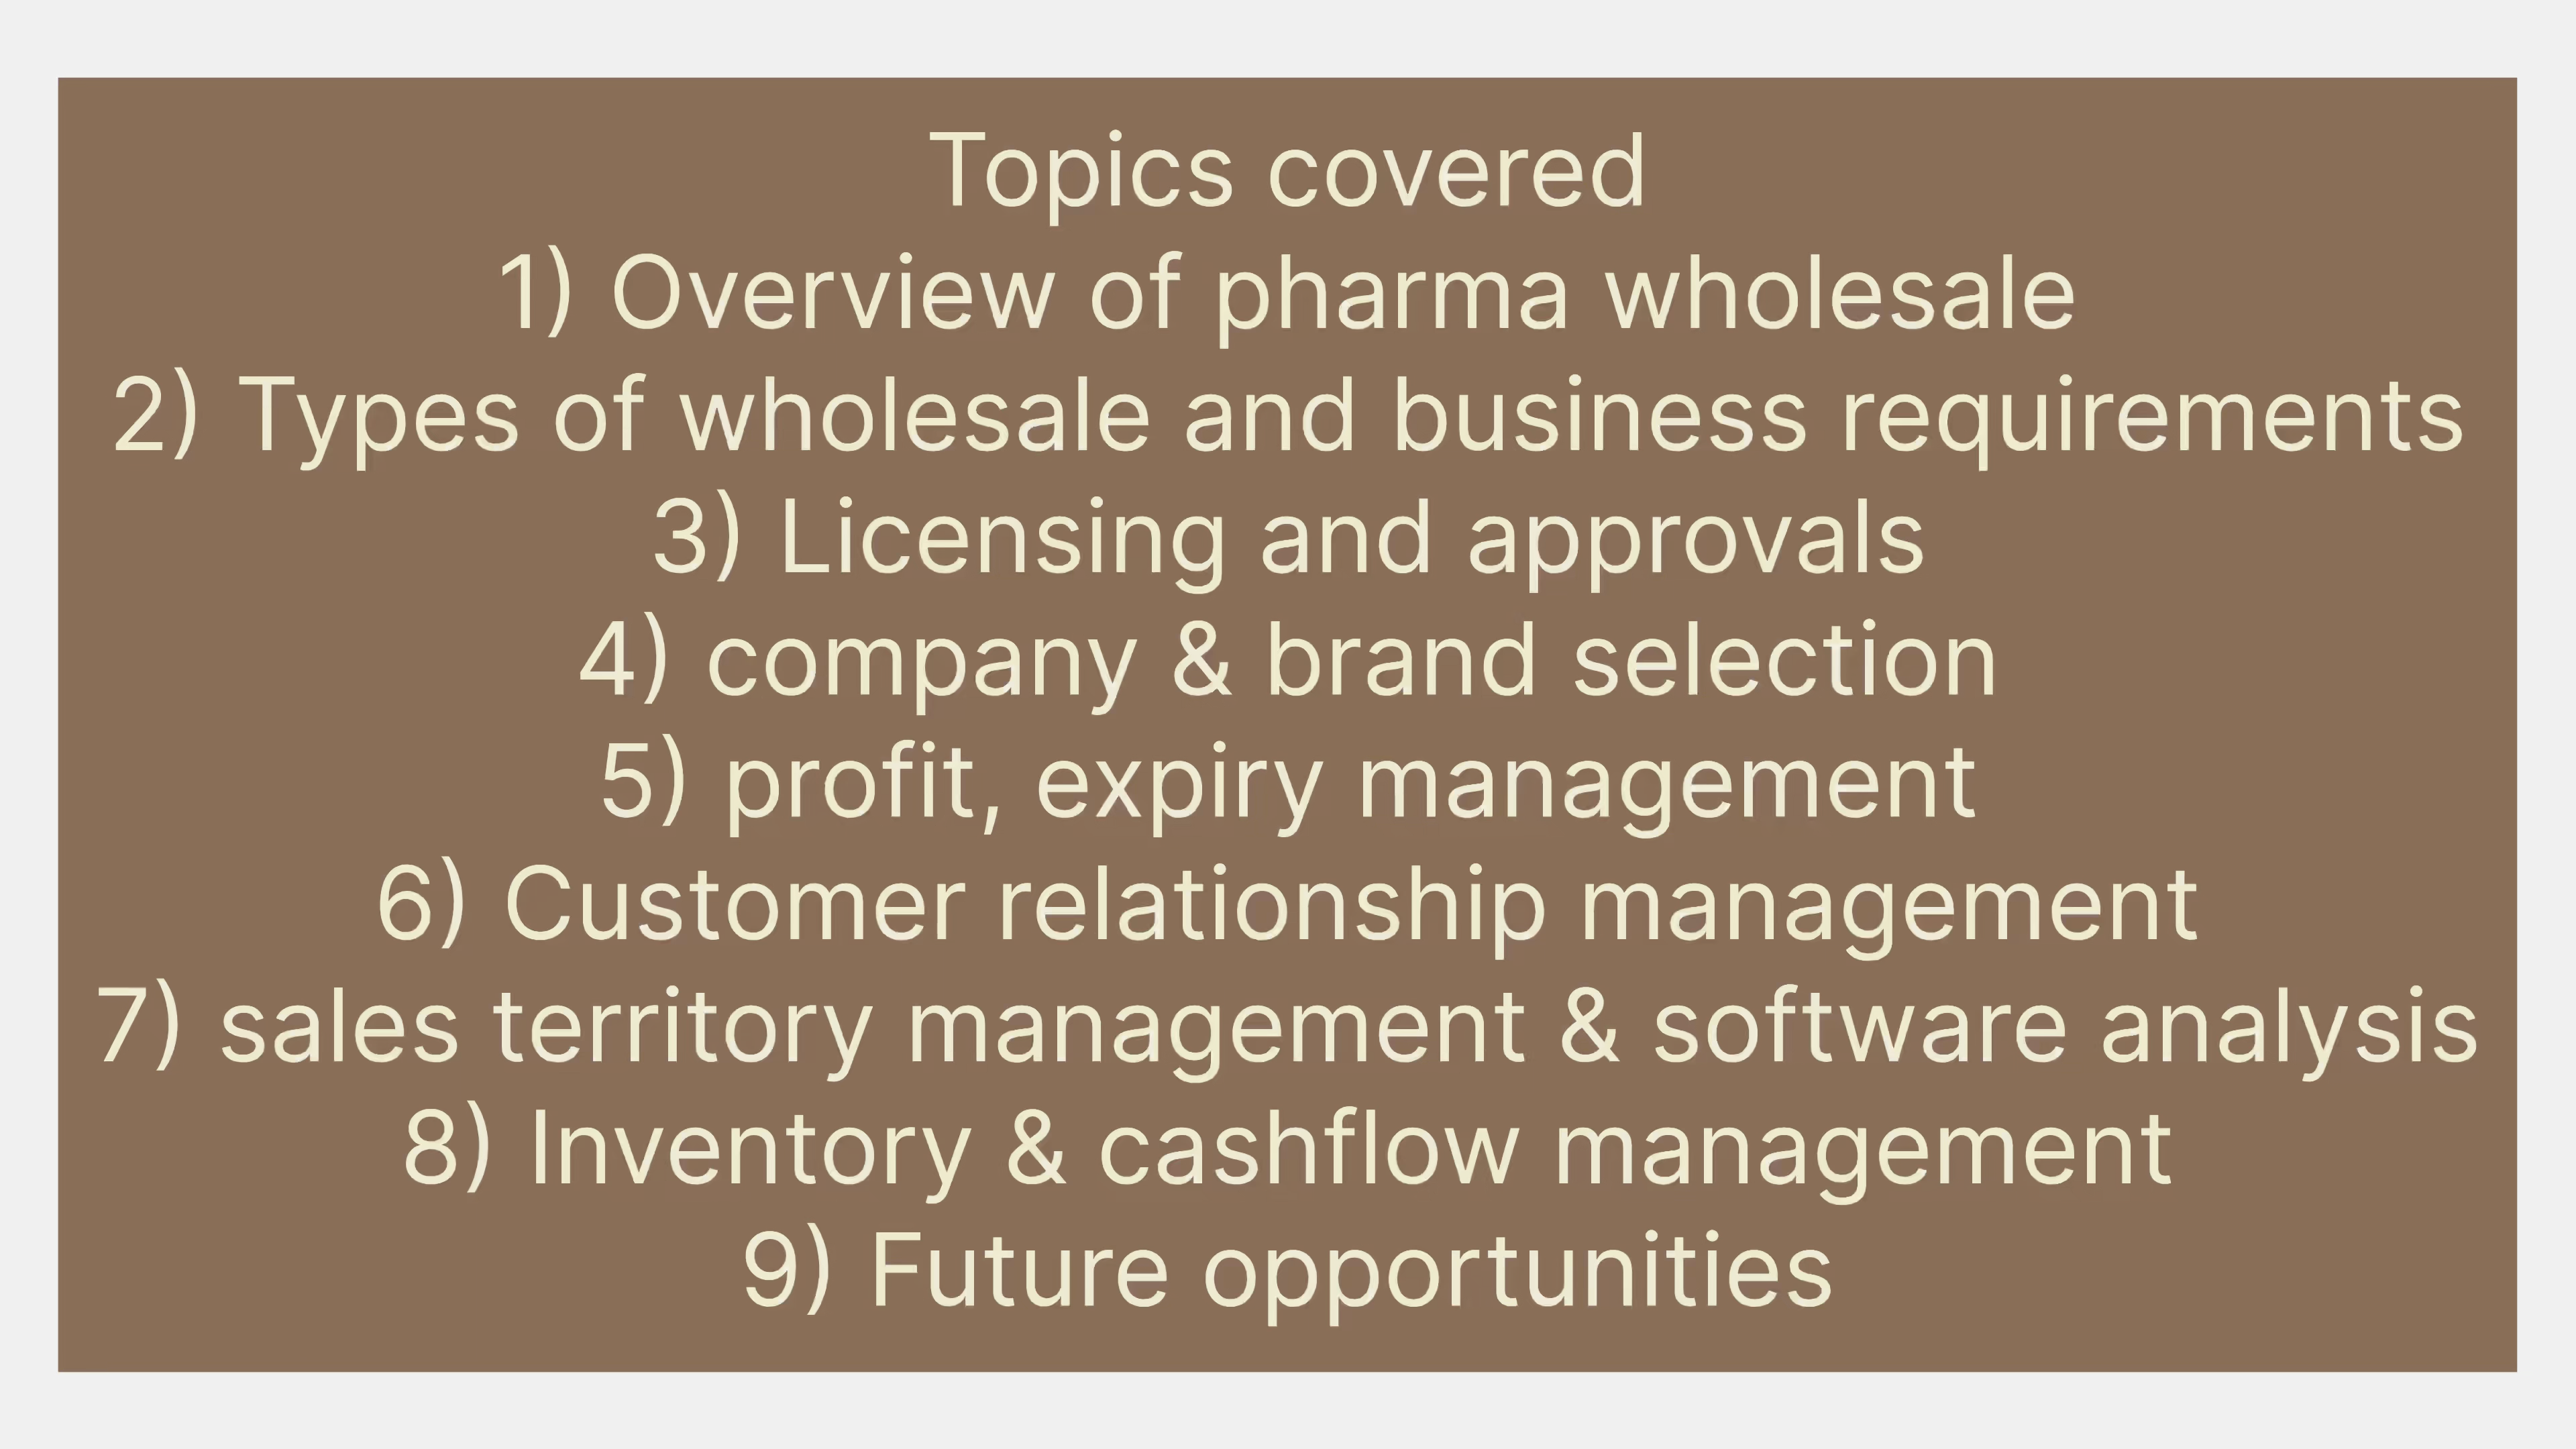 Topics covered
1) Overview of pharma wholesale
2) Types of wholesale and business requirements
3) Licensing and approvals
4) company & brand selection
5) profit, expiry management
6) Customer relationship management
7) sales territory management & software analysis
8) Inventory & cashflow management
9) Future opportunities